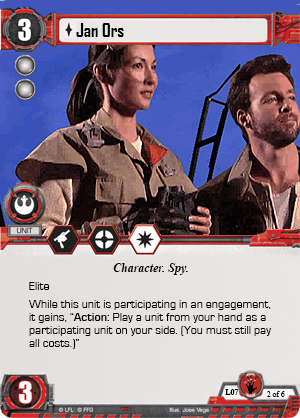 3
Jan Ors
UNIT
Character. Spy.
Elite
While this unit is participating in an engagement,
it gains, “Action: Play a unit from your hand as
a participating unit on your side. (You must still pay
all costs.)”
3
© LFL © FFG
Ilus. Jose Vega
L07
2 of 6